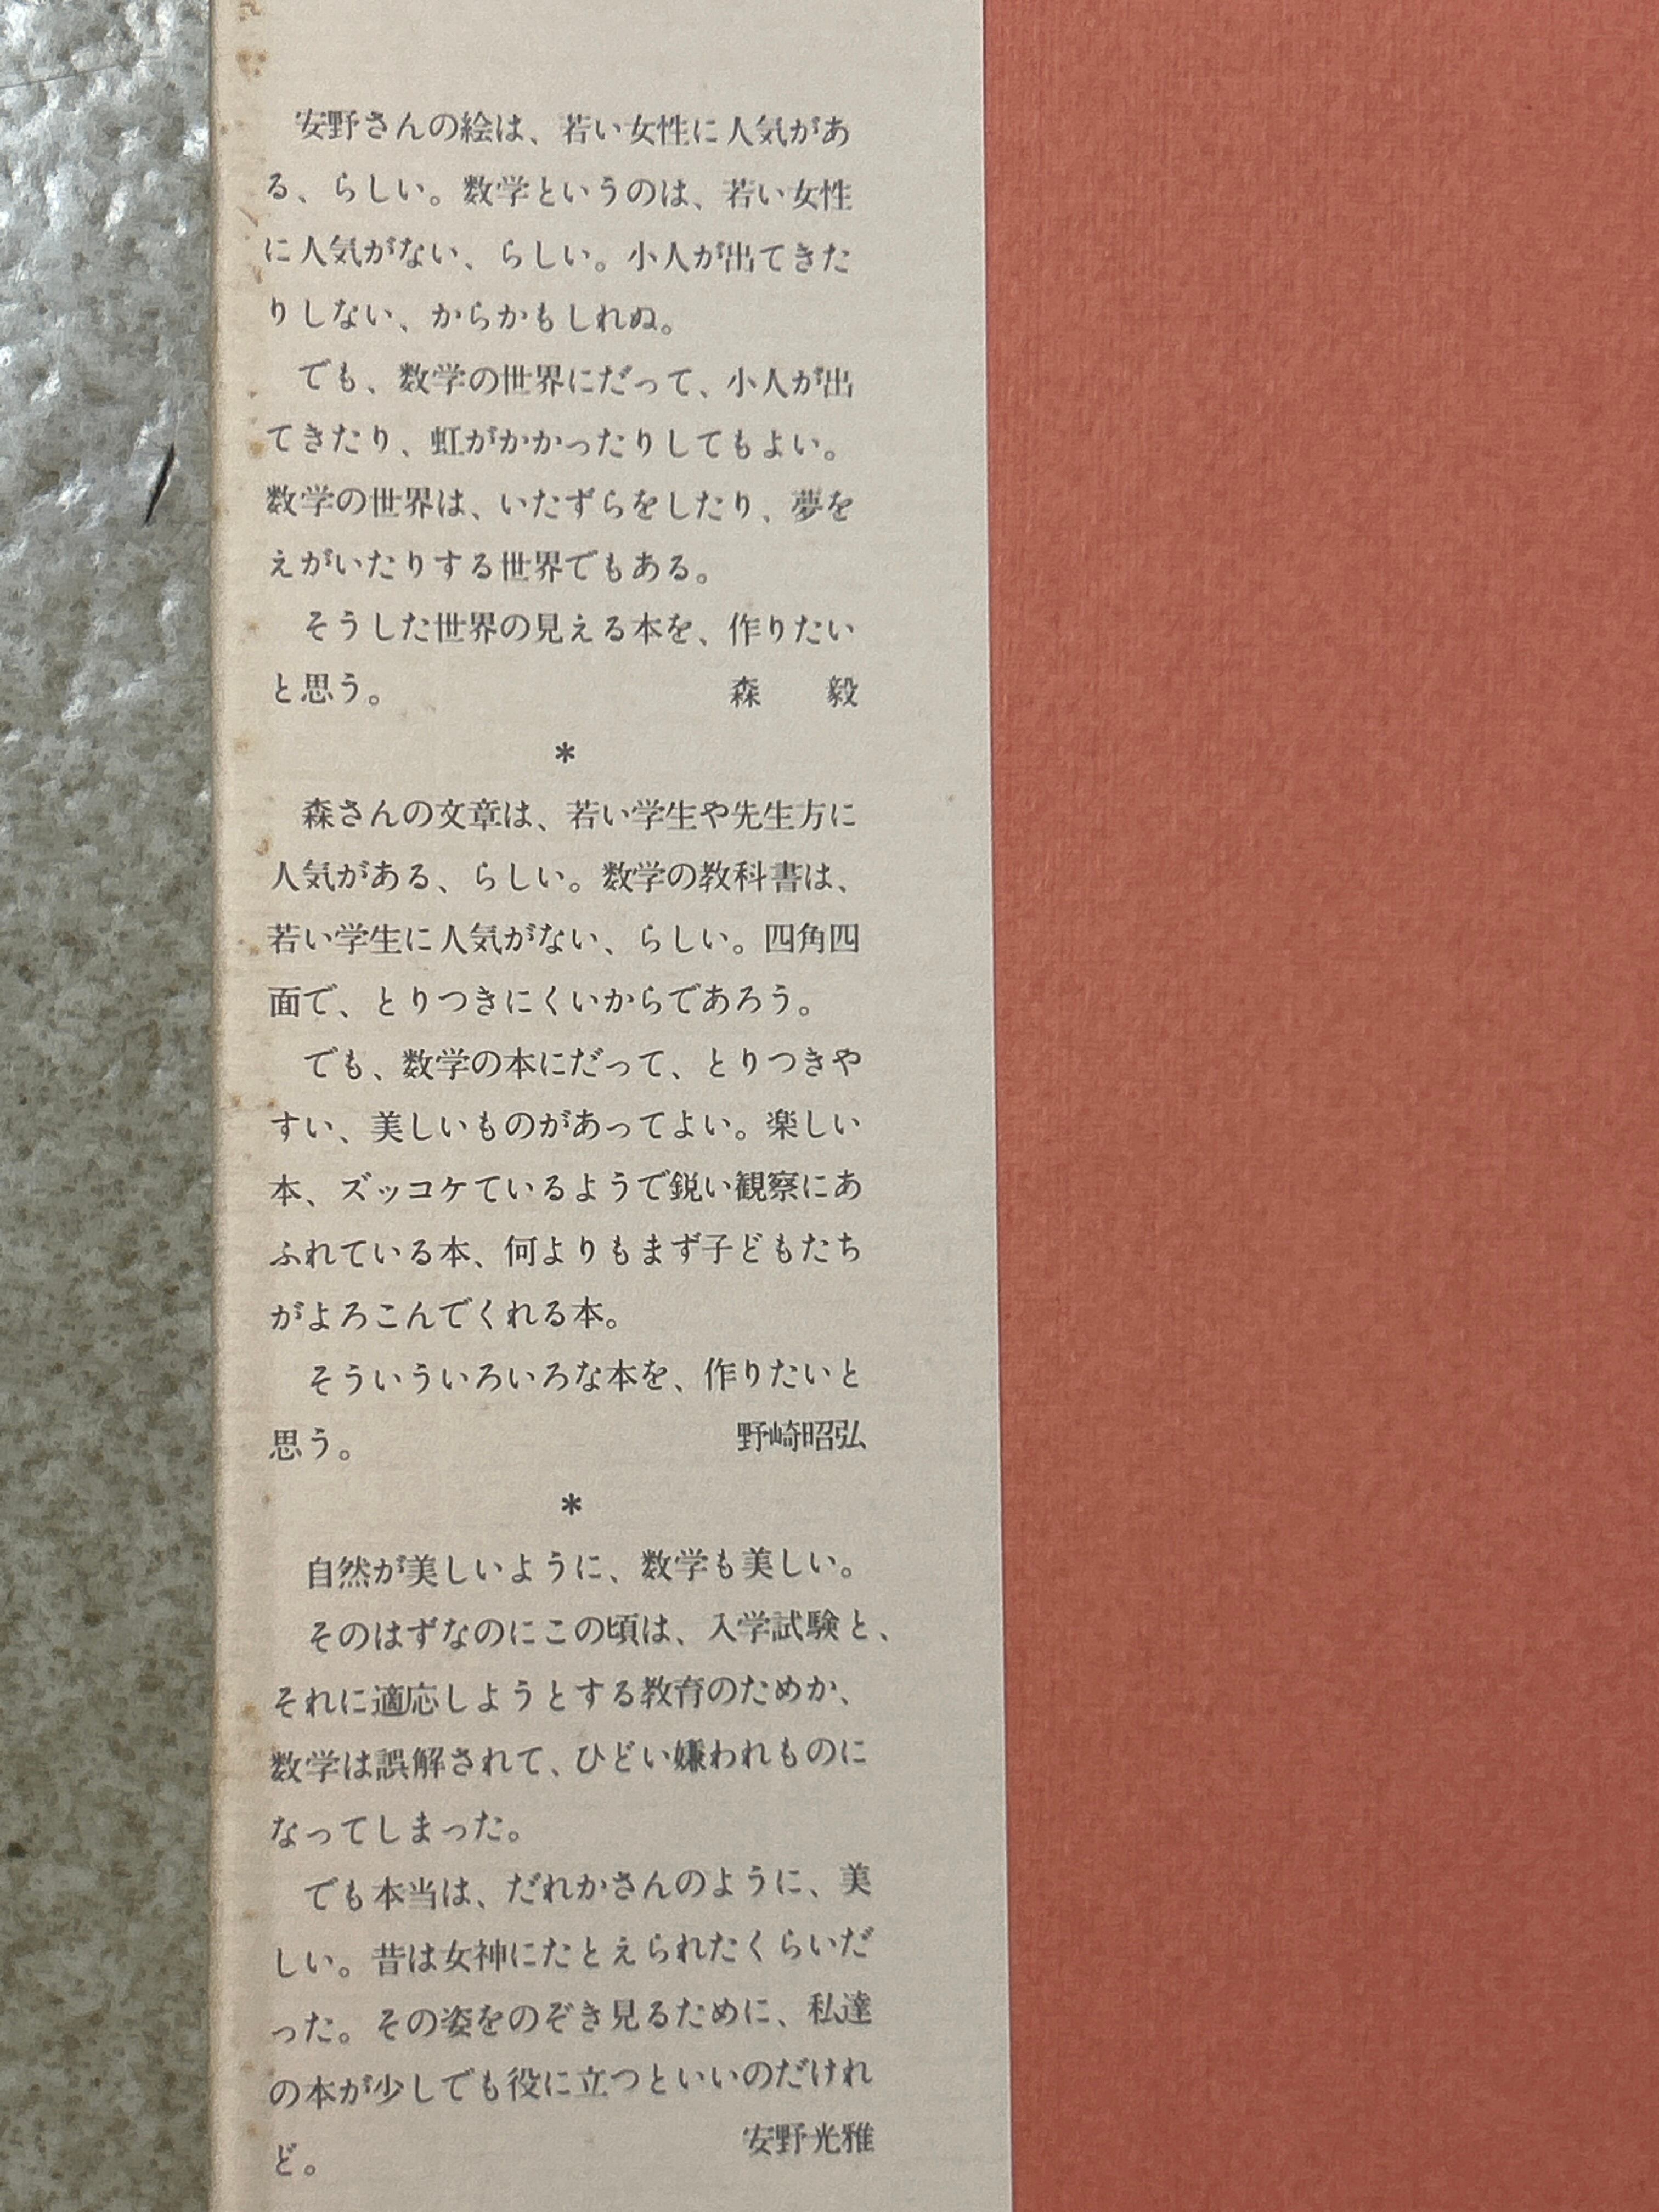 安野さんの絵は、若い女性に人気があ
る、らしい。数学というのは、若い女性
に人気がない、らしい。小人が出てきた
りしない、からかもしれぬ。
でも、数学の世界にだって、小人が出
てきたり、虹がかかったりしてもよい。
数学の世界は、いたずらをしたり、夢を
えがいたりする世界でもある。
そうした世界の見える本を、作りたい
と思う。 森 毅
*
森さんの文章は、若い学生や先生方に
人気がある、らしい。数学の教科書は、
若い学生に人気がない、らしい。四角四
面で、とりつきにくいからであろう。
でも、数学の本にだって、とりつきや
すい、美しいものがあってよい。楽しい
本、ズッコケているようで鋭い観察にあ
ふれている本、何よりもまず子どもたち
がよろこんでくれる本。
そういういろいろな本を、作りたいと
思う。 野崎昭弘
*
自然が美しいように、数学も美しい。
そのはずなのにこの頃は、入学試験と、
それに適応しようとする教育のためか、
数学は誤解されて、ひどい嫌われものに
なってしまった。
でも本当は、だれかさんのように、美
しい。昔は女神にたとえられたくらいだ
った。その姿をのぞき見るために、私達
の本が少しでも役に立つといいのだけれ
ど。 安野光雅